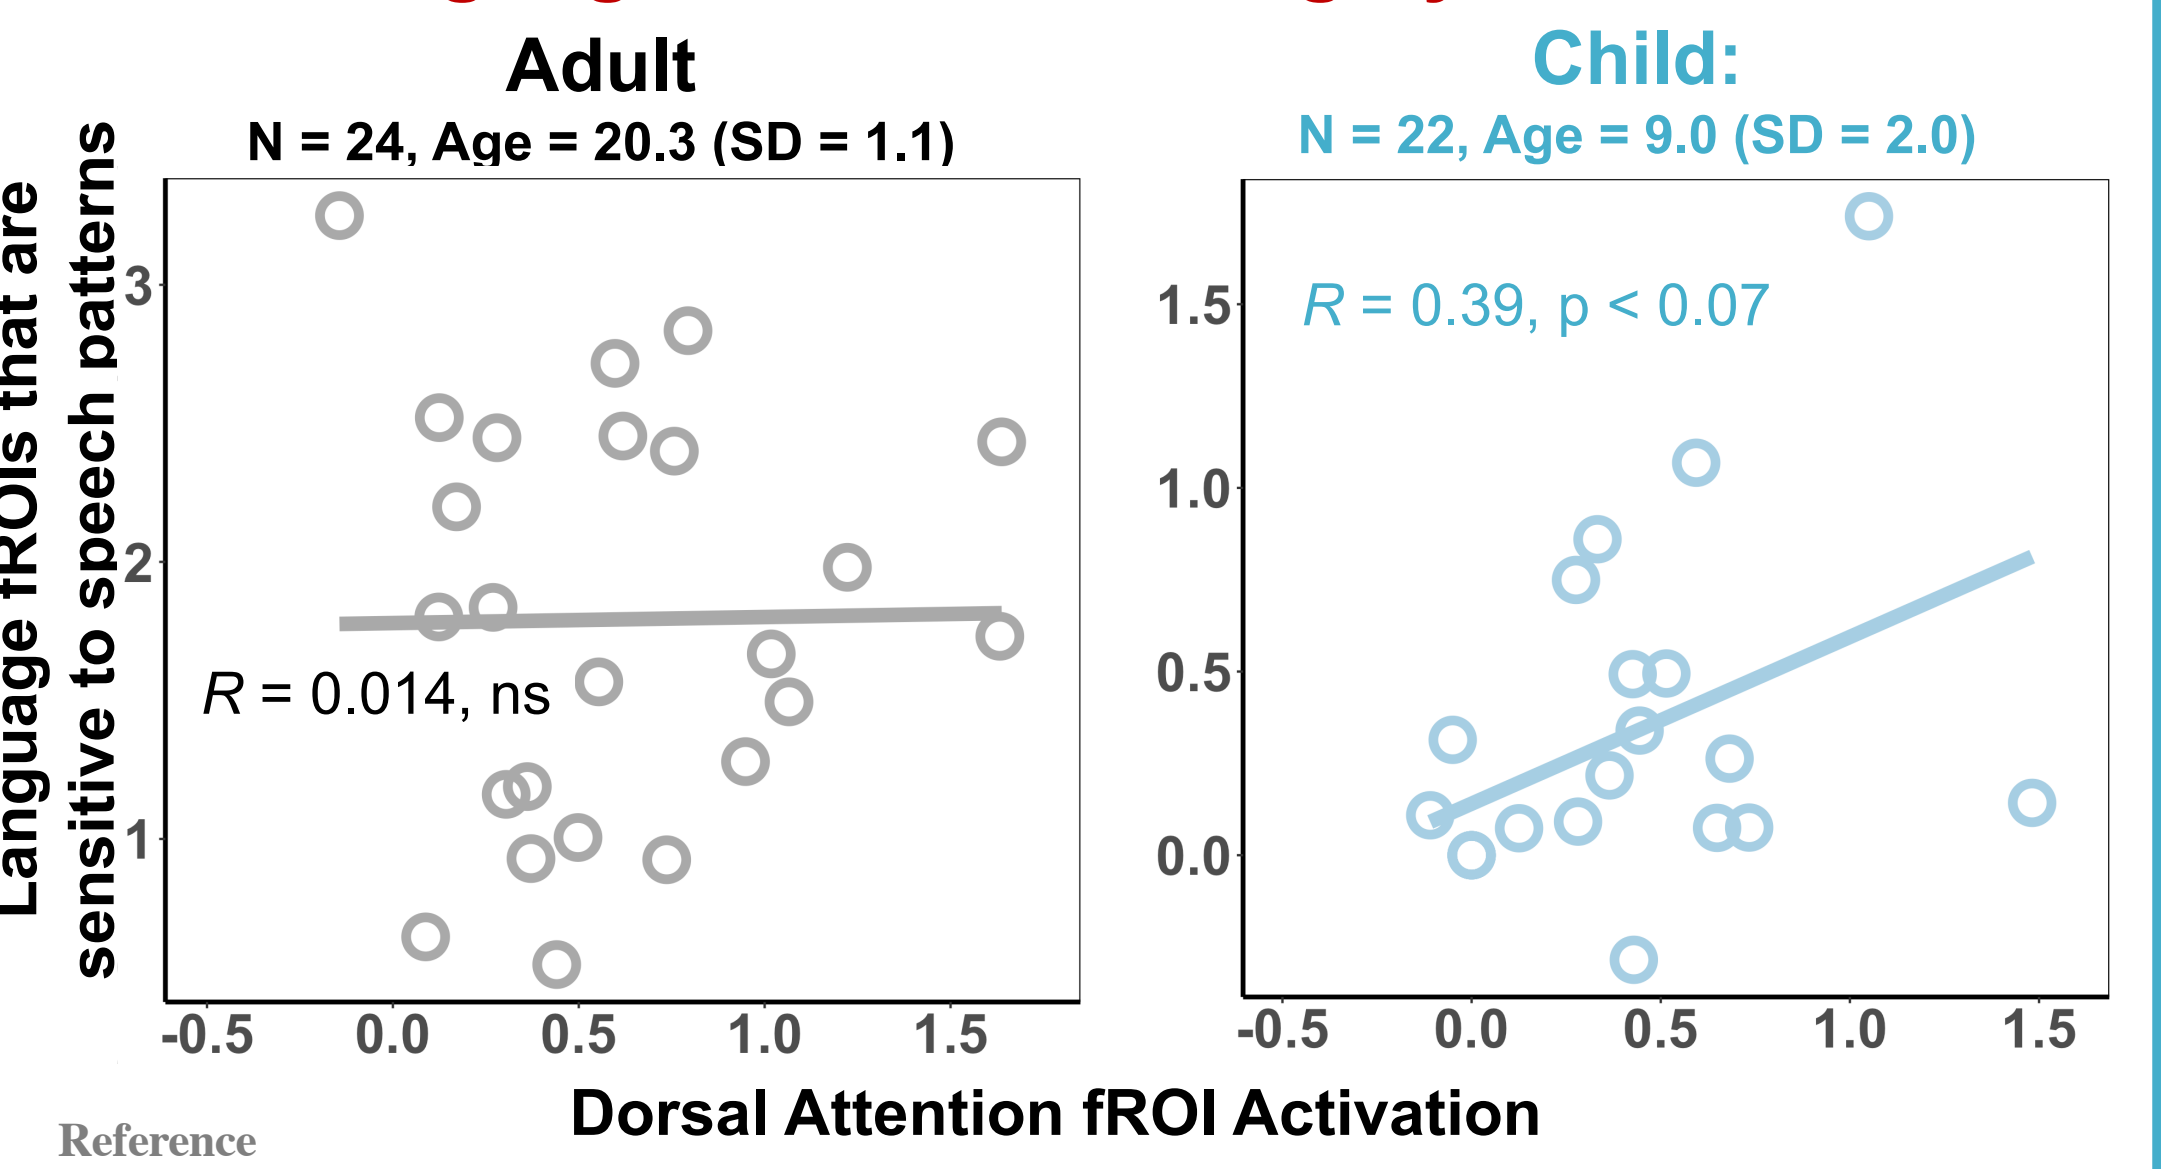 Adult
N = 24, Age = 20.3 (SD = 1.1)
Child:
N = 22, Age = 9.0 (SD = 2.0)
Language fROIs that are
sensitive to speech patterns
3
2
1
R = 0.014, ns
-0.5 0.0 0.5 1.0 1.5
1.5
1.0
0.5
0.0
R = 0.39, p < 0.07
-0.5 0.0 0.5 1.0 1.5
Dorsal Attention fROI Activation
Reference